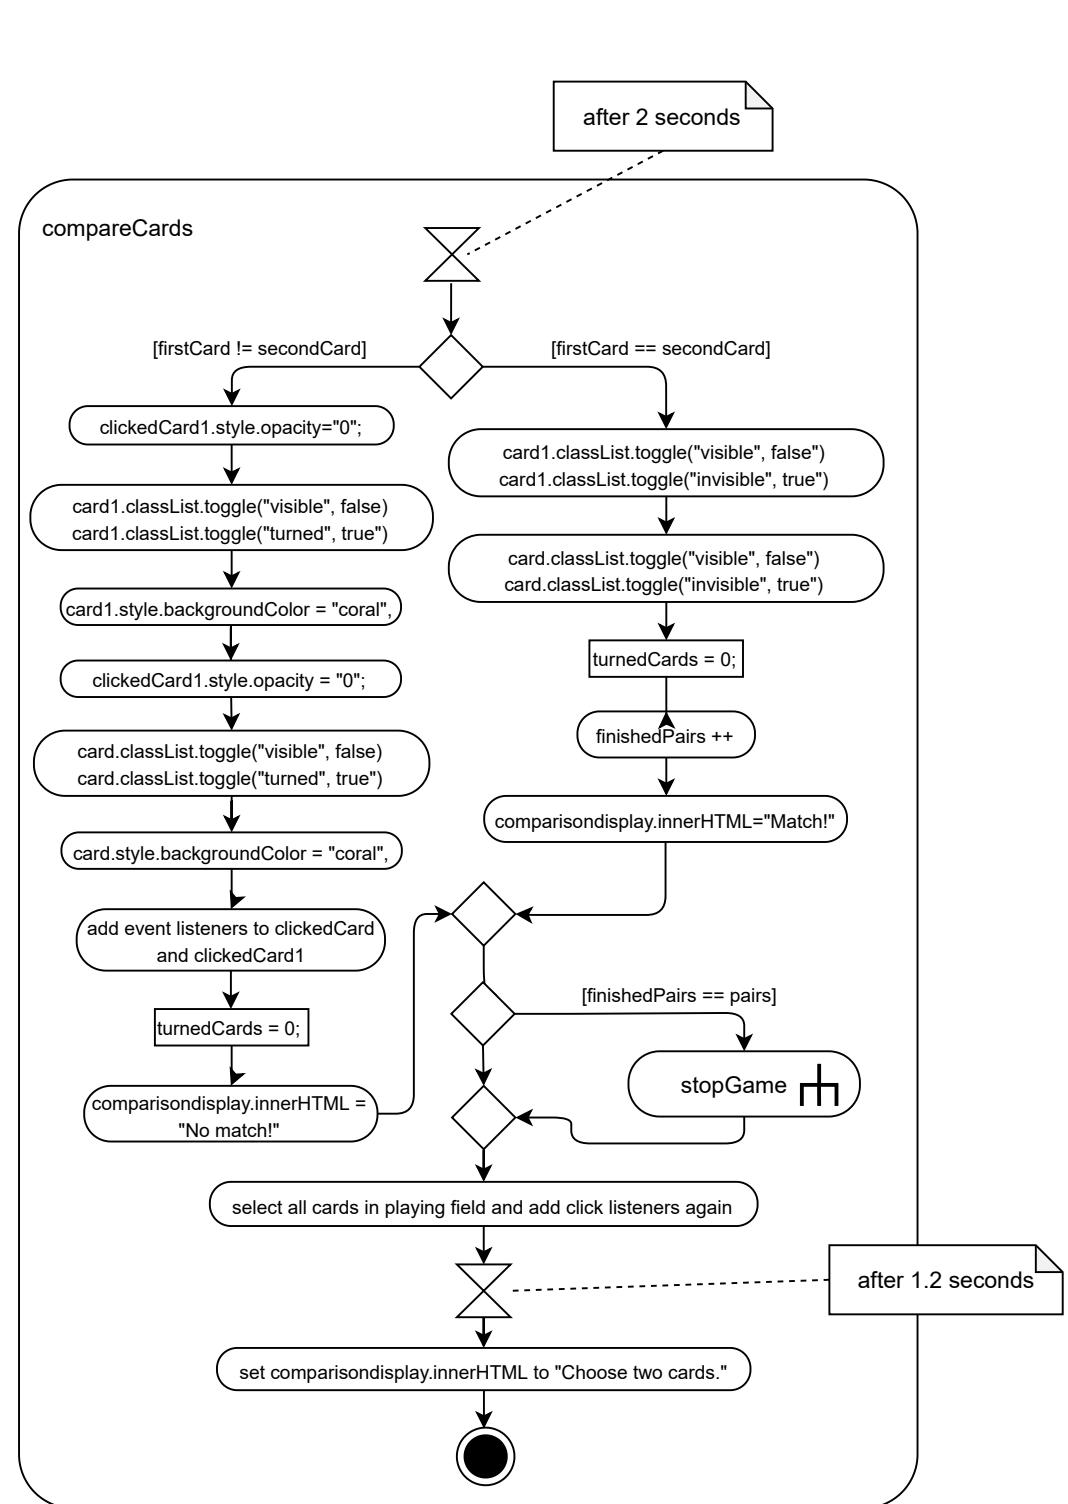 after 2 seconds
compareCards
[firstCard != secondCard]
[firstCard == secondCard]
clickedCard1.style.opacity="0";
card1.classList.toggle("visible", false)
card1.classList.toggle("turned", true")
card1.style.backgroundColor = "coral",
clickedCard1.style.opacity = "0";
card.classList.toggle("visible", false)
card.classList.toggle("turned", true")
card.style.backgroundColor = "coral",
add event listeners to clickedCard
and clickedCard1
turnedCards = 0;
comparisondisplay.innerHTML =
"No match!"
card1.classList.toggle("visible", false")
card1.classList.toggle("invisible", true")
card.classList.toggle("visible", false")
card.classList.toggle("invisible", true")
turnedCards = 0;
finishedPairs ++
comparisondisplay.innerHTML="Match!"
[finishedPairs == pairs]
stopGame
select all cards in playing field and add click listeners again
after 1.2 seconds
set comparisondisplay.innerHTML to "Choose two cards."